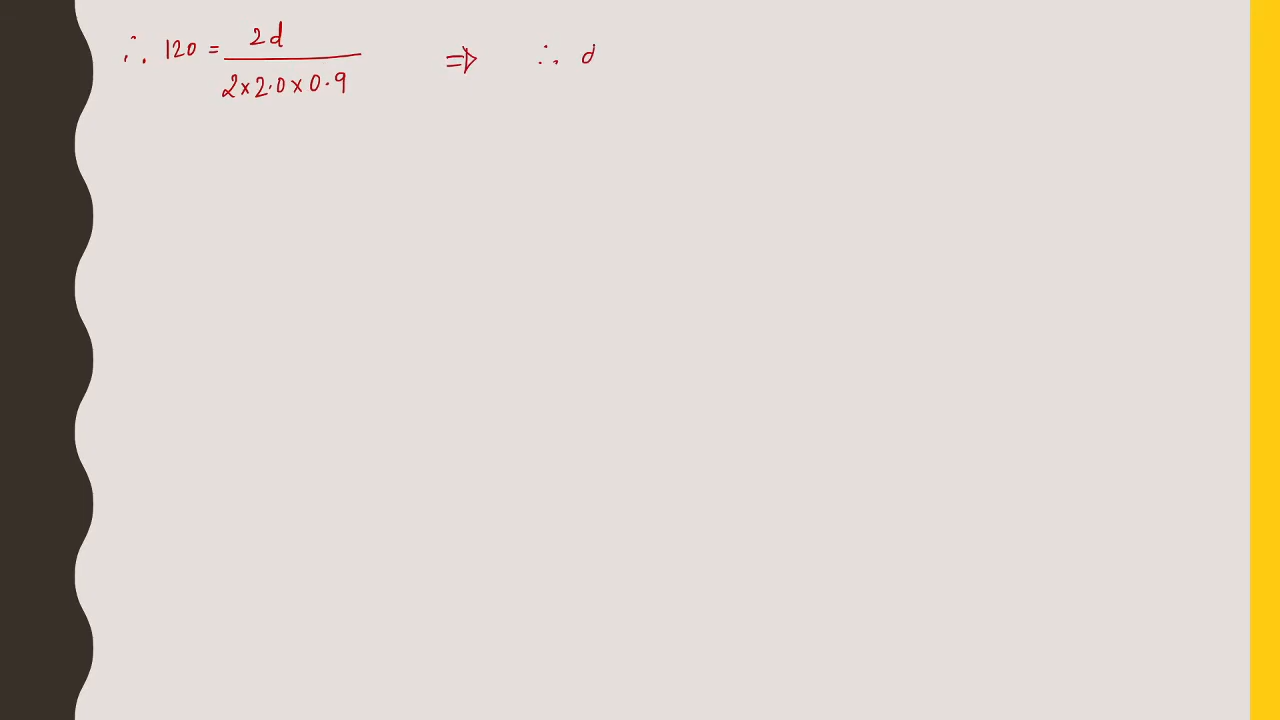 ∴ 120 = 2d / 2×2.0×0.9 ⇒ ∴ d